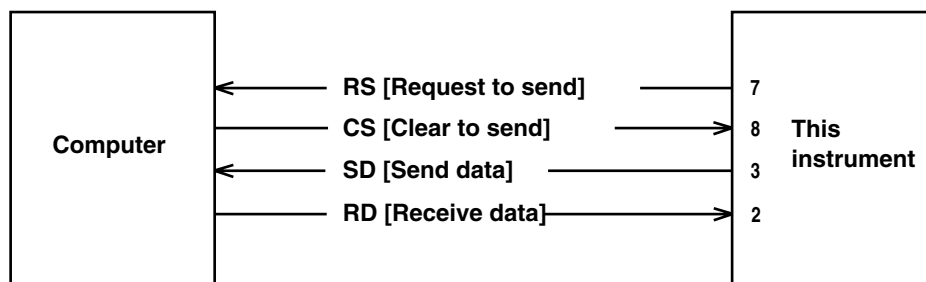 RS [Request to send] 7
CS [Clear to send] 8
Computer
This
instrument
SD [Send data] 3
RD [Receive data] 2